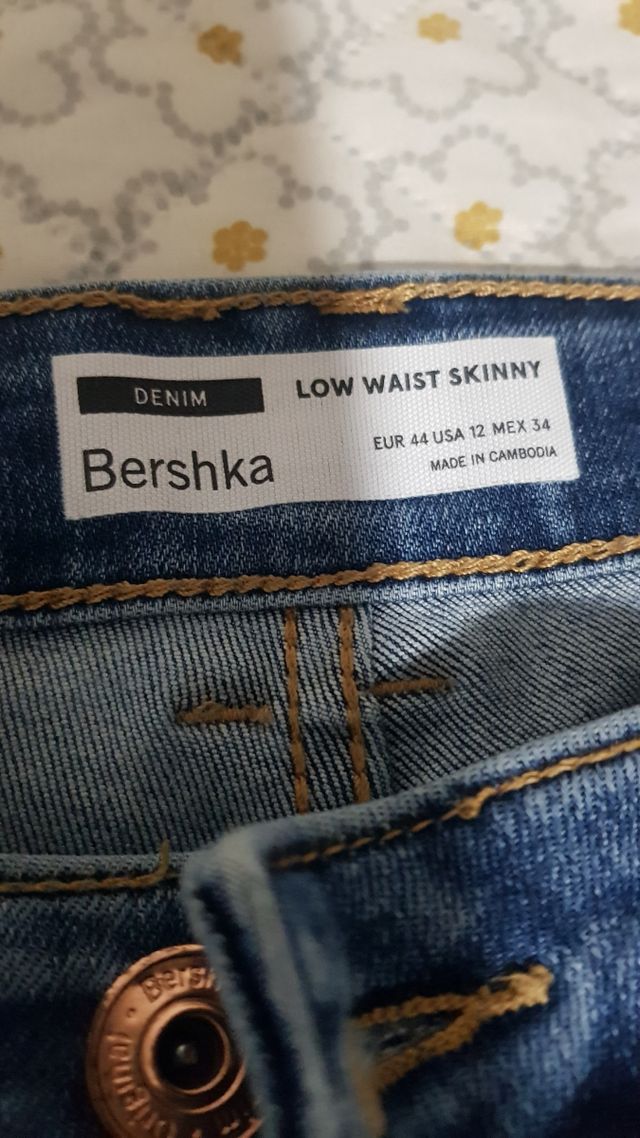 DENIM
LOW WAIST SKINNY
Bershka
EUR 44 USA 12 MEX 34
MADE IN CAMBODIA